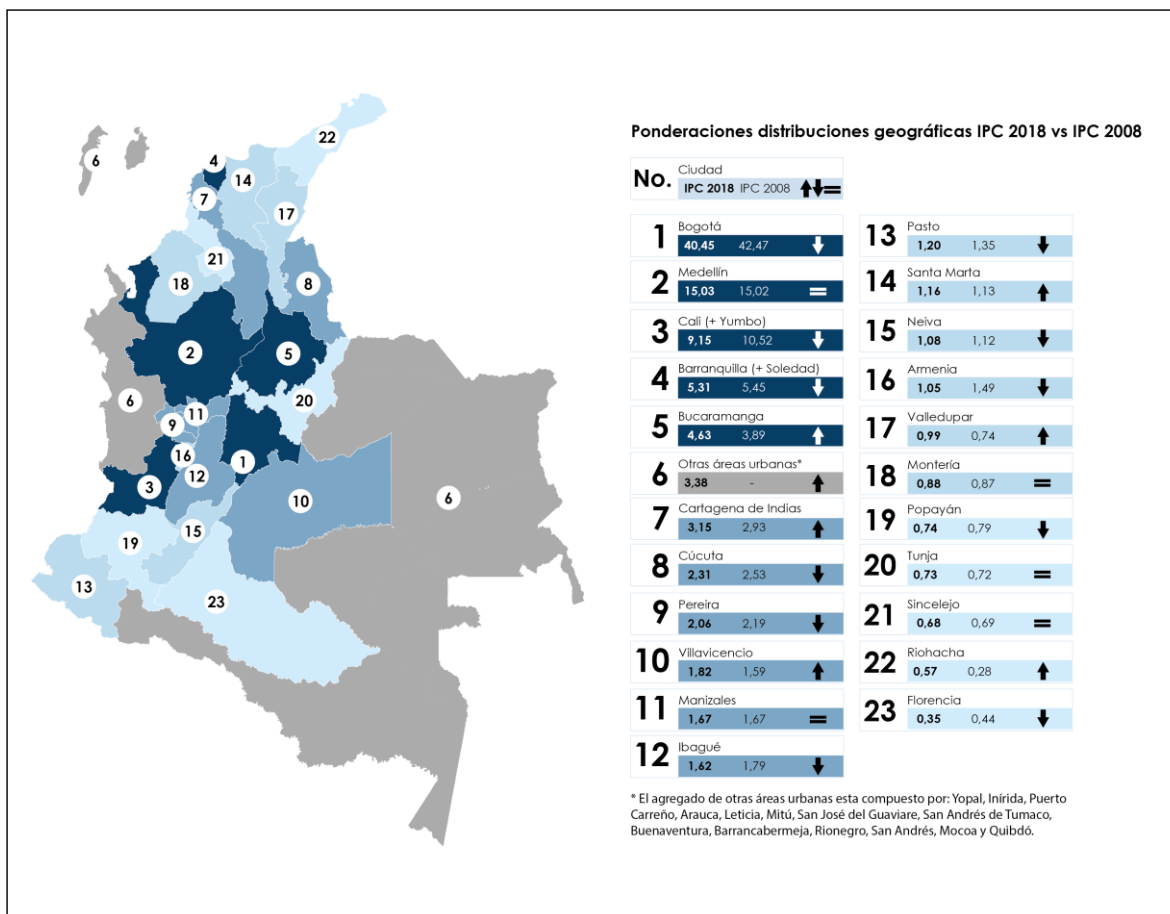 Ponderaciones distribuciones geográficas IPC 2018 vs IPC 2008
No.
Ciudad
IPC 2018 IPC 2008
1
Bogotá
40,45 42,47
2
Medellín
15,03 15,02
3
Cali (+ Yumbo)
9,15 10,52
4
Barranquilla (+ Soledad)
5,31 5,45
5
Bucaramanga
4,63 3,89
6
Otras áreas urbanas*
3,38 -
7
Cartagena de Indias
3,15 2,93
8
Cúcuta
2,31 2,53
9
Pereira
2,06 2,19
10
Villavicencio
1,82 1,59
11
Manizales
1,67 1,67
12
Ibagué
1,62 1,79
13
Pasto
1,20 1,35
14
Santa Marta
1,16 1,13
15
Neiva
1,08 1,12
16
Armenia
1,05 1,49
17
Valledupar
0,99 0,74
18
Montería
0,88 0,87
19
Popayán
0,74 0,79
20
Tunja
0,73 0,72
21
Sincelejo
0,68 0,69
22
Riohacha
0,57 0,28
23
Florencia
0,35 0,44
* El agregado de otras áreas urbanas esta compuesto por: Yopal, Inírida, Puerto
Carreño, Arauca, Leticia, Mitú, San José del Guaviare, San Andrés de Tumaco,
Buenaventura, Barrancabermeja, Rionegro, San Andrés, Mocoa y Quibdó.
22
6
4
14
7
17
21
8
18
2
5
6
20
11
9
1
16
12
3
10
6
15
19
13
23